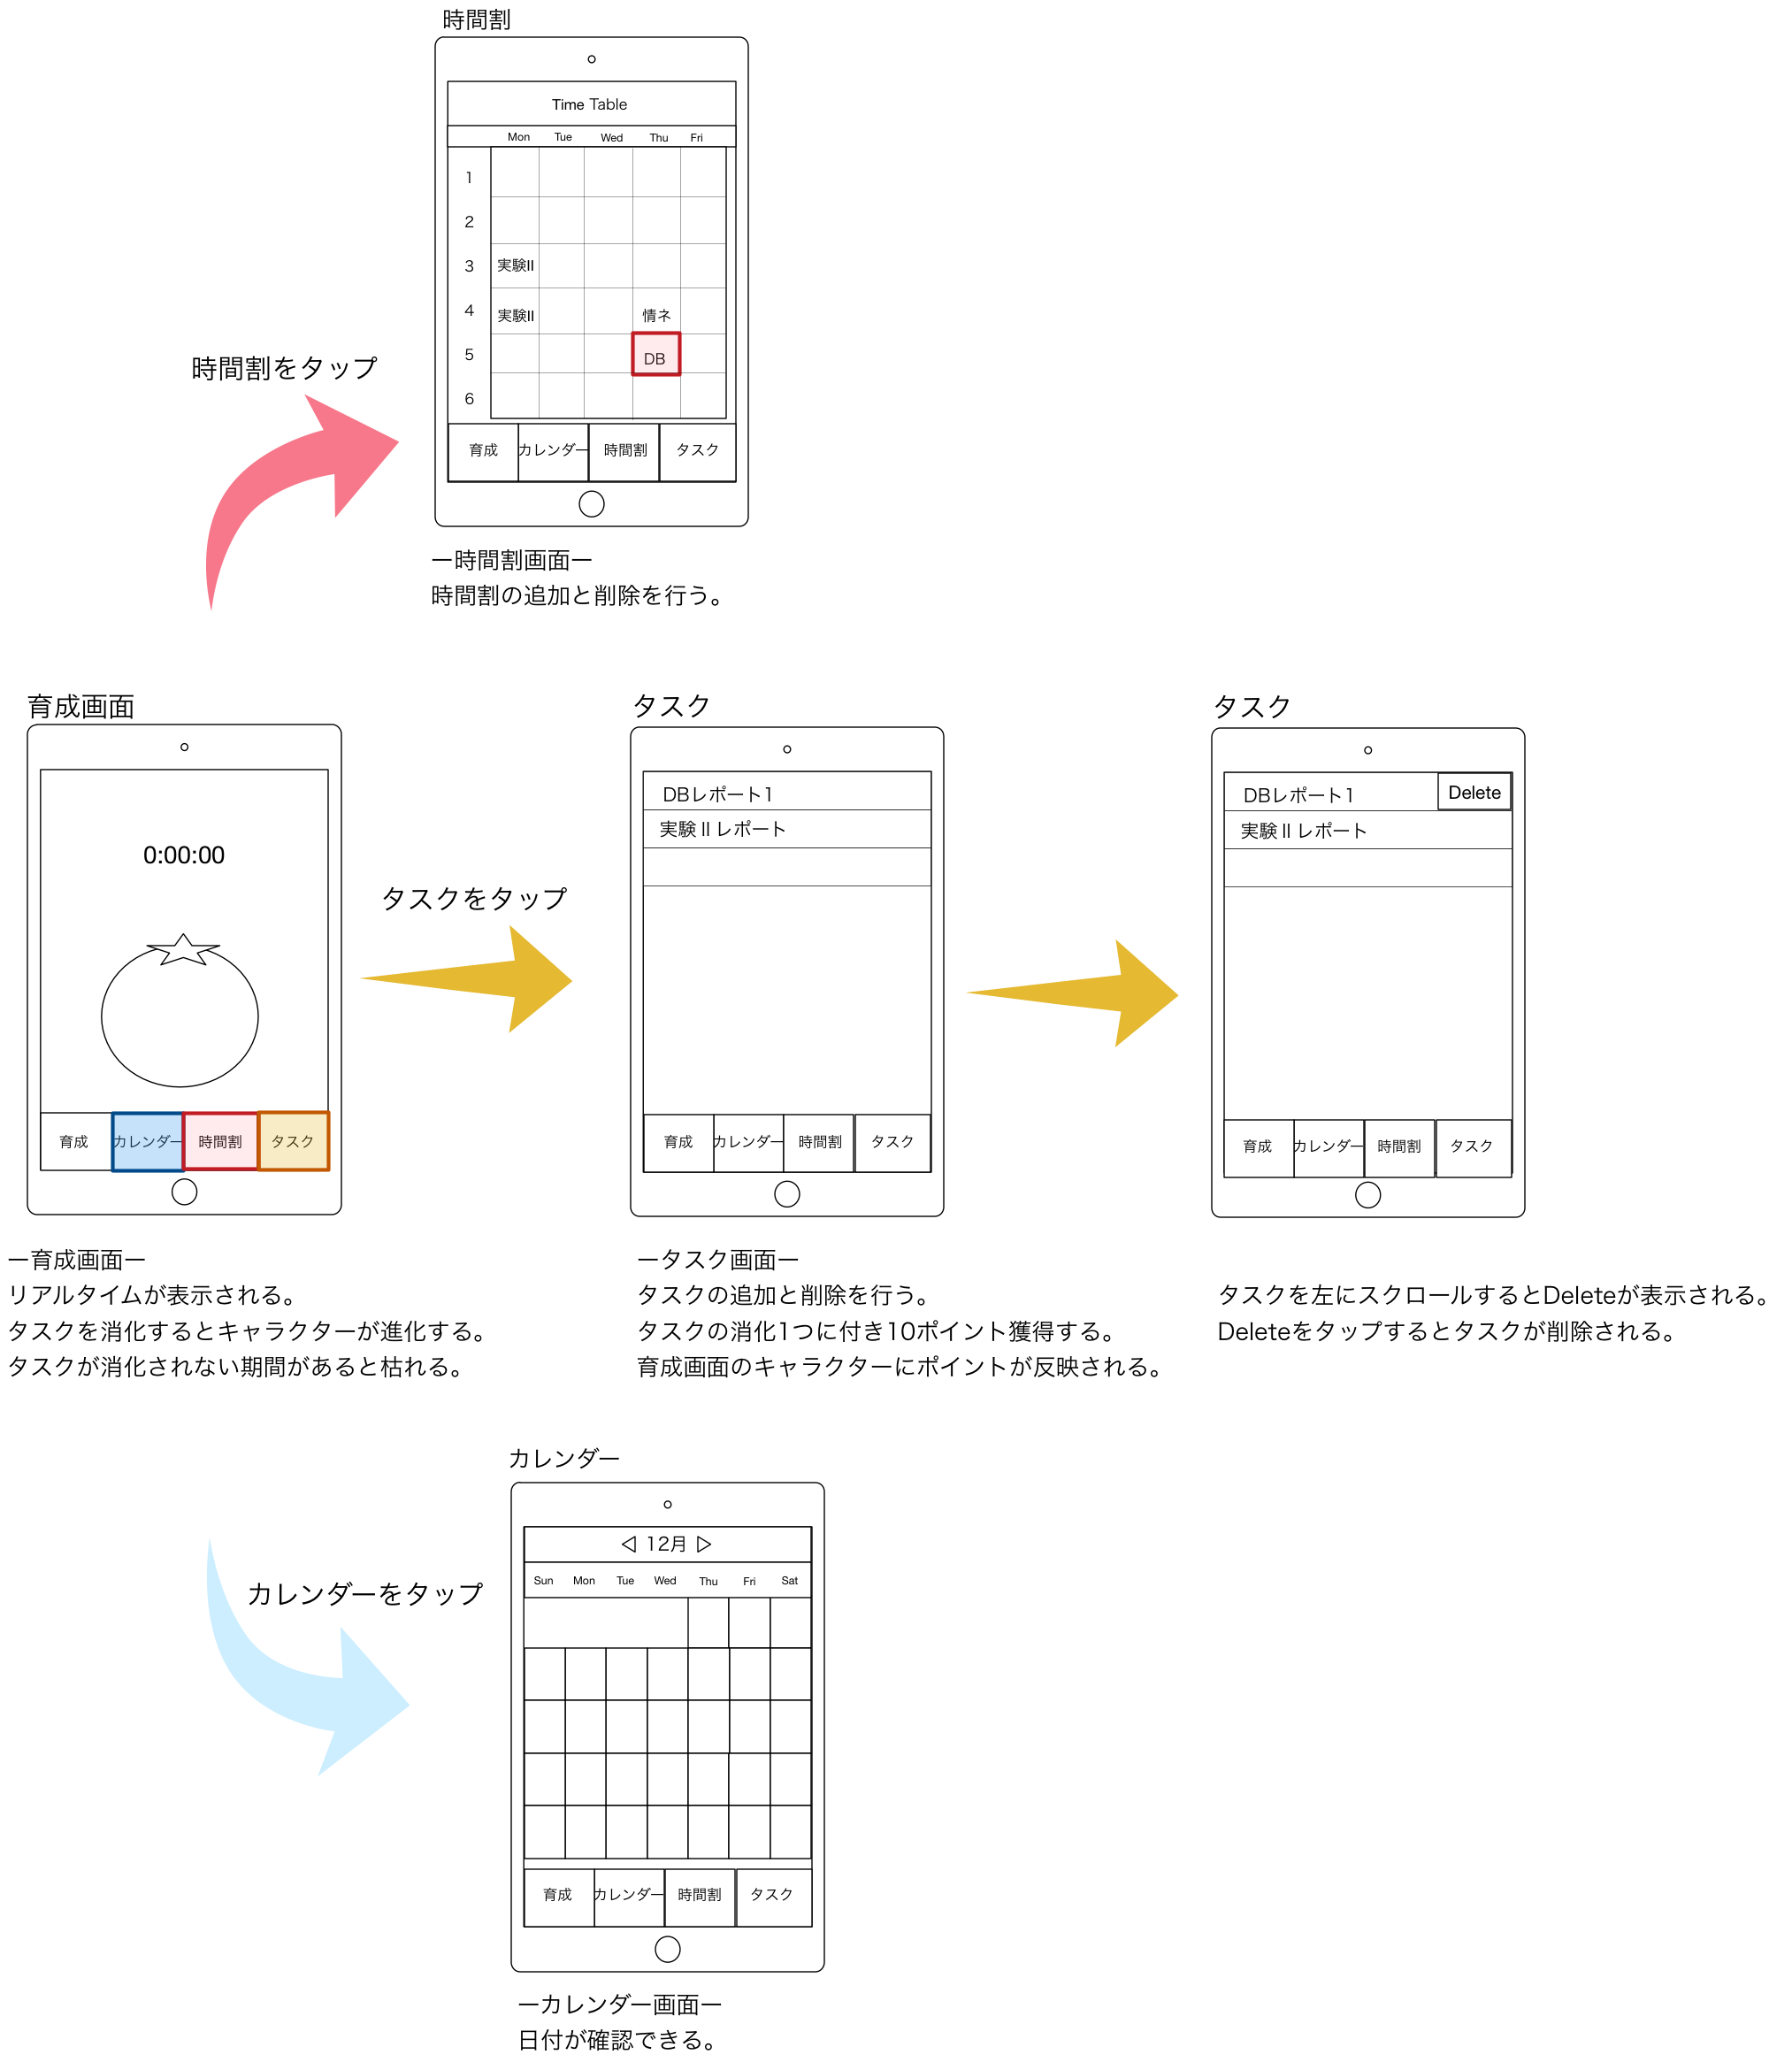 時間割
Time Table
Mon Tue Wed Thu Fri
1
2
3 実験II
4 実験II 情ネ
5 DB
6
育成 カレンダー 時間割 タスク
ー時間割画面ー
時間割の追加と削除を行う。
時間割をタップ
育成画面
0:00:00
育成 カレンダー 時間割 タスク
ー育成画面ー
リアルタイムが表示される。
タスクを消化するとキャラクターが進化する。
タスクが消化されない期間があると枯れる。
タスクをタップ
タスク
DBレポート1
実験 II レポート
育成 カレンダー 時間割 タスク
ータスク画面ー
タスクの追加と削除を行う。
タスクの消化1つに付き10ポイント獲得する。
育成画面のキャラクターにポイントが反映される。
タスク
DBレポート1 Delete
実験 II レポート
育成 カレンダー 時間割 タスク
タスクを左にスクロールするとDeleteが表示される。
Deleteをタップするとタスクが削除される。
カレンダーをタップ
カレンダー
◁ 12月 ▷
Sun Mon Tue Wed Thu Fri Sat
育成 カレンダー 時間割 タスク
ーカレンダー画面ー
日付が確認できる。